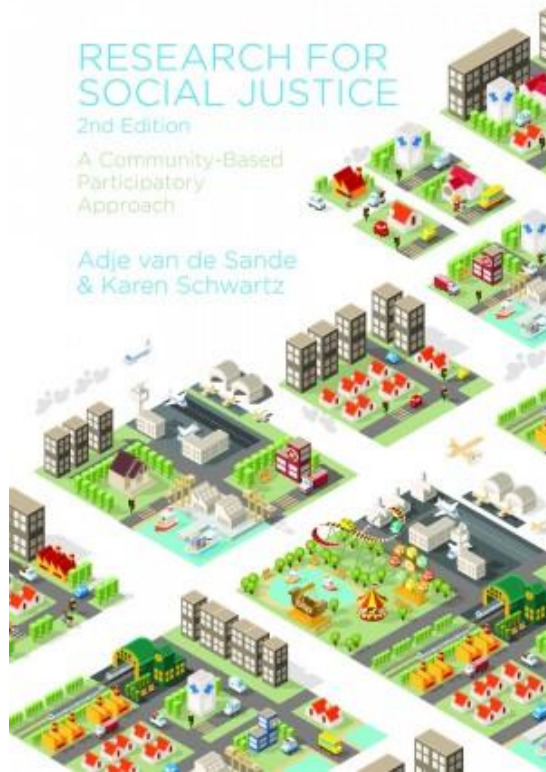 RESEARCH FOR
SOCIAL JUSTICE
2nd Edition
A Community-Based
Participatory
Approach
Adje van de Sande
& Karen Schwartz